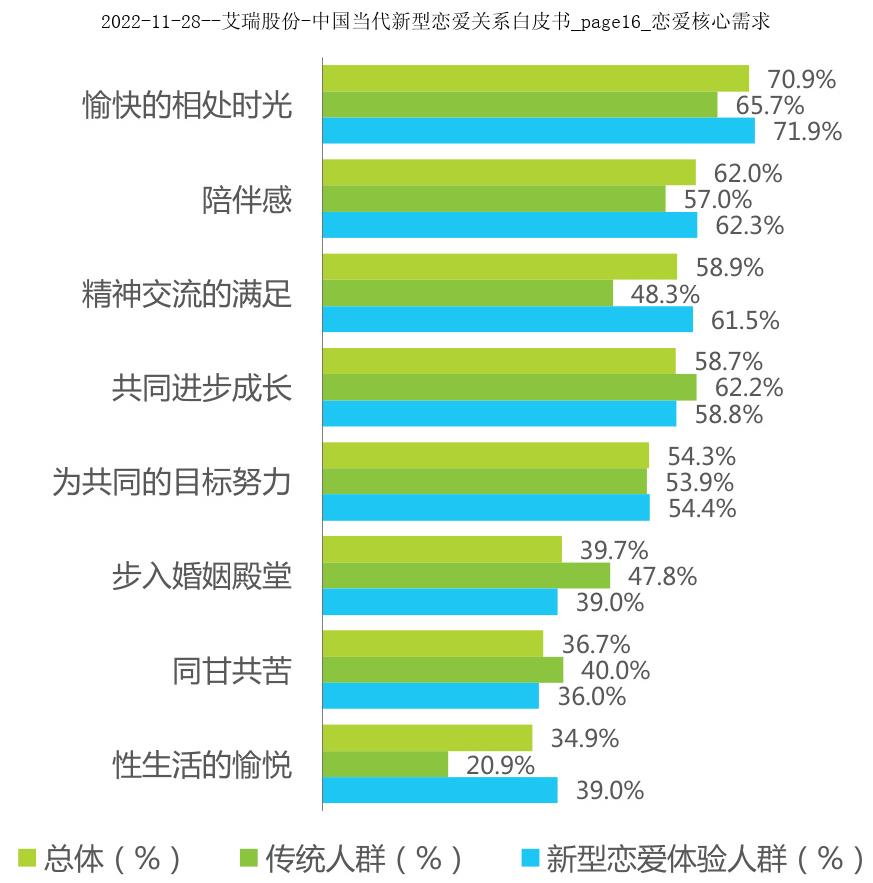 2022-11-28--艾瑞股份-中国当代新型恋爱关系白皮书_page16_恋爱核心需求
愉快的相处时光
70.9%
65.7%
71.9%
陪伴感
62.0%
57.0%
62.3%
精神交流的满足
58.9%
48.3%
61.5%
共同进步成长
58.7%
62.2%
58.8%
为共同的目标努力
54.3%
53.9%
54.4%
步入婚姻殿堂
39.7%
47.8%
39.0%
同甘共苦
36.7%
40.0%
36.0%
性生活的愉悦
34.9%
20.9%
39.0%
总体（%） 传统人群（%） 新型恋爱体验人群（%）